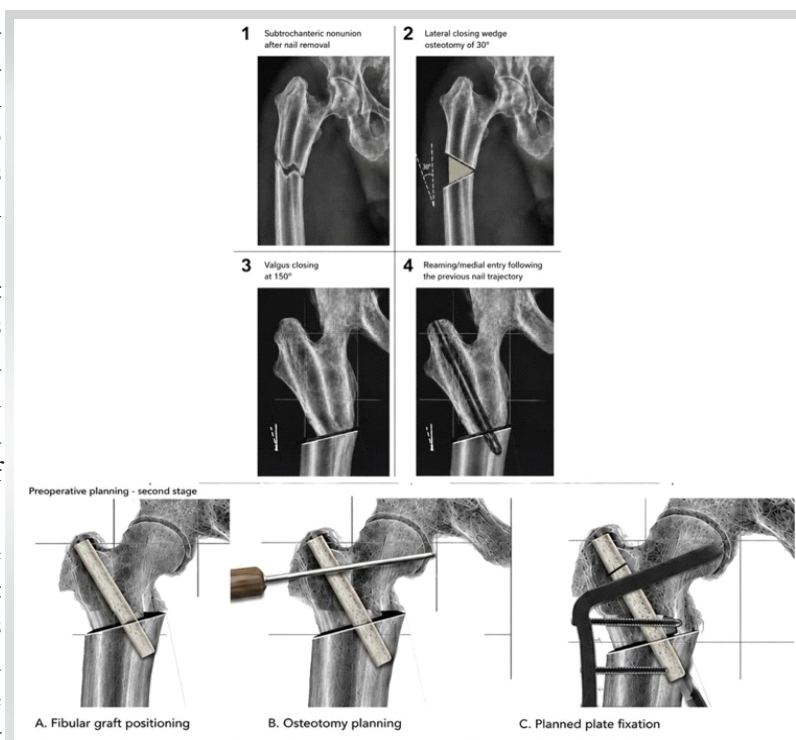 1
Subtrochanteric nonunion
after nail removal
2
Lateral closing wedge
osteotomy of 30°
30°
3
Valgus closing
at 150°
4
Reaming/medial entry following
the previous nail trajectory
Preoperative planning - second stage
A. Fibular graft positioning
B. Osteotomy planning
C. Planned plate fixation